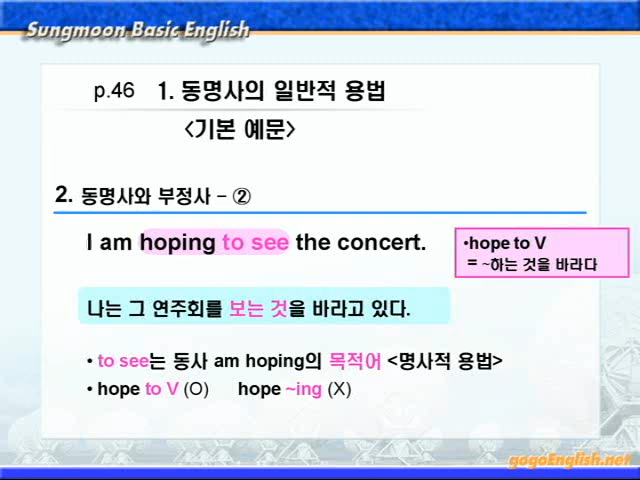 Sungmoon Basic English
p.46 1. 동명사의 일반적 용법
<기본 예문>
2. 동명사와 부정사 - ②
I am hoping to see the concert.
•hope to V
= ~하는 것을 바라다
나는 그 연주회를 보는 것을 바라고 있다.
• to see는 동사 am hoping의 목적어 <명사적 용법>
• hope to V (O) hope ~ing (X)
gogoEnglish.net